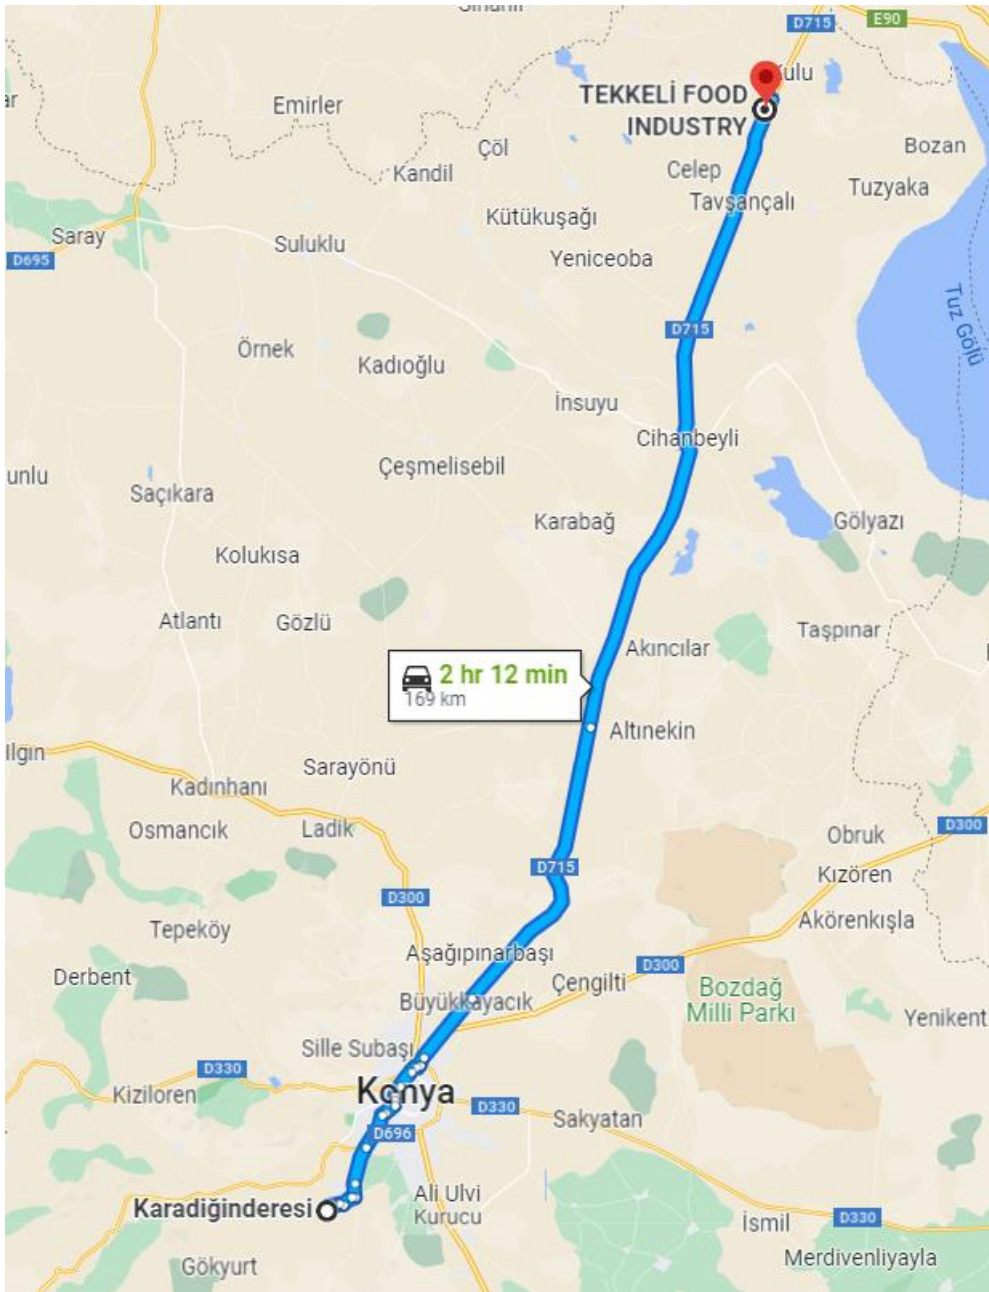 D715
E90
Kulu
TEKKELİ FOOD
INDUSTRY
Emirler
Çöl
Bozan
Kandil
Celep
Tuzyaka
Tavşançalı
Kütükuşağı
Saray
Suluklu
Yeniceoba
D695
Tuz Gölü
D715
Örnek
Kadıoğlu
İnsuyu
Cihanbeyli
Çeşmelisebil
unlu
Saçıkara
Karabağ
Gölyazı
Kolukısa
Atlantı
Gözlü
Taşpınar
Akıncılar
2 hr 12 min
169 km
Altınekin
Ilgın
Sarayönü
Kadınhanı
Osmancık
Ladik
Obruk
D300
D715
Kızören
D300
Akörenkışla
Tepeköy
Aşağıpınarbaşı
D300
Derbent
Çengilti
Bozdağ
Milli Parkı
Büyükkayacık
Yenikent
Sille Subaşı
D330
Kiziloren
Konya
D330
Sakyatan
D696
Karadiğinderesi
Ali Ulvi
Kurucu
İsmil
D330
Gökyurt
Merdivenliyayla